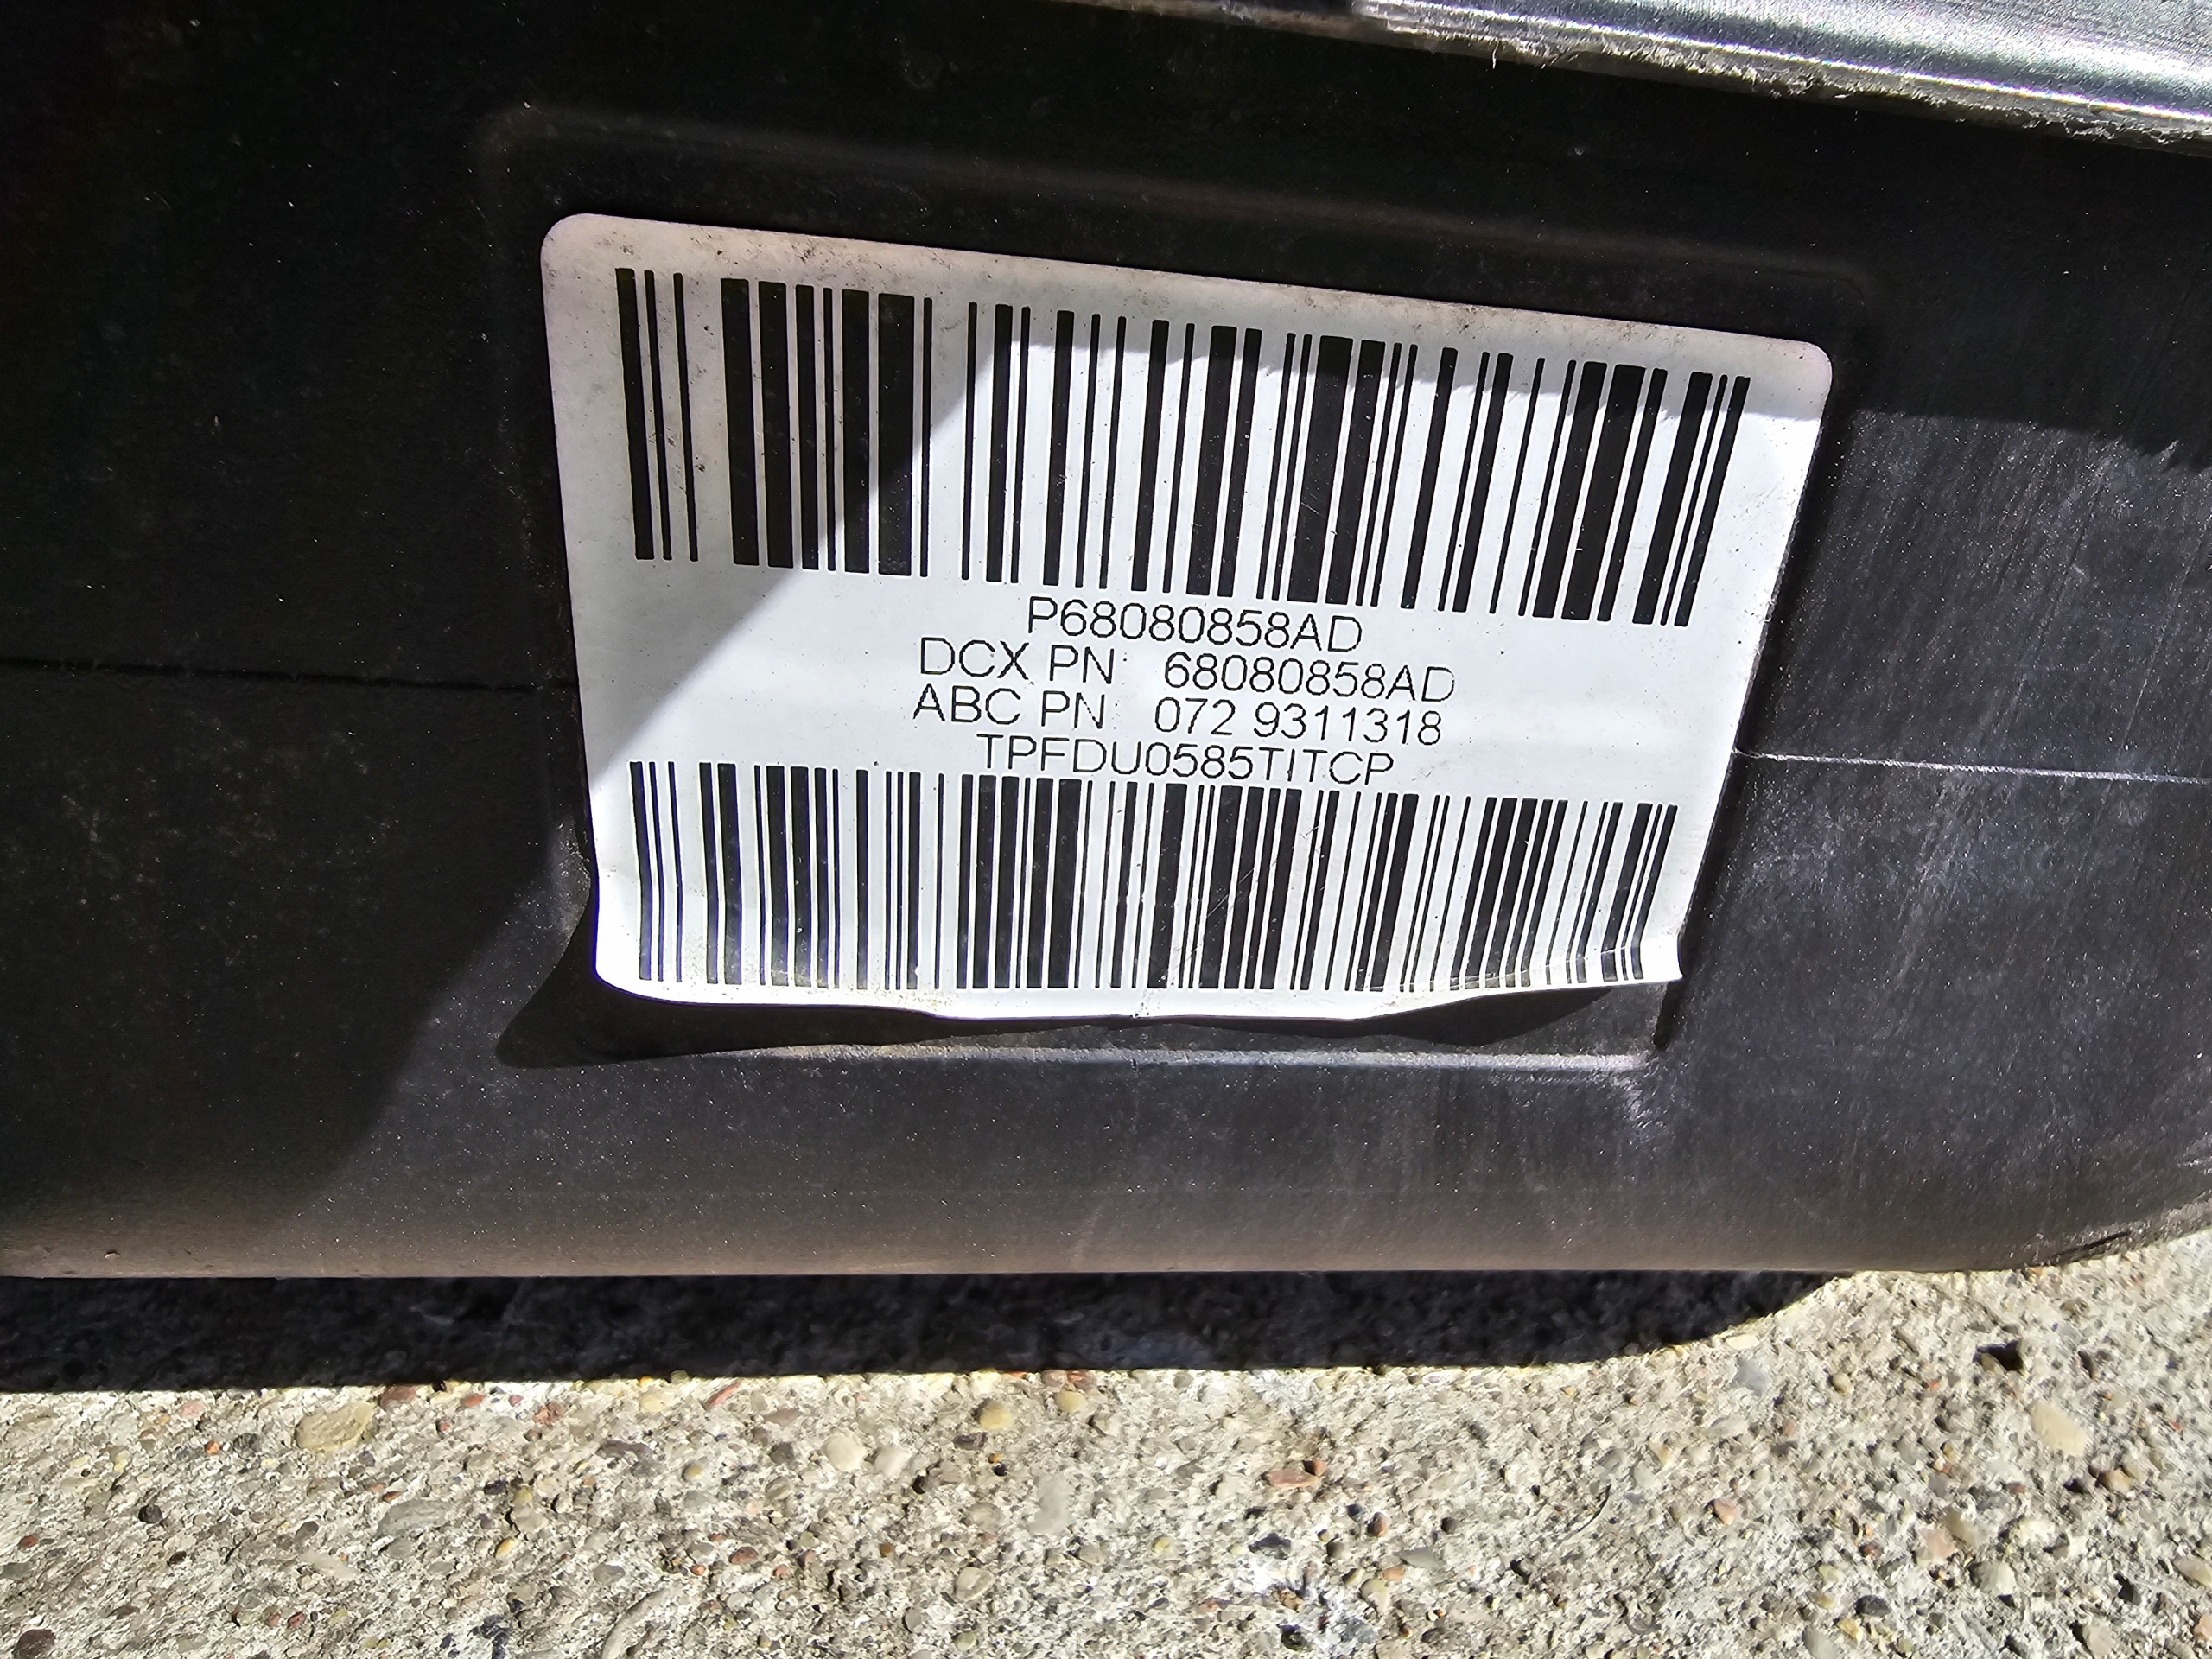 P68080858AD
DCX PN: 68080858AD
ABC PN: 072 9311318
TPFDU0585TITCP